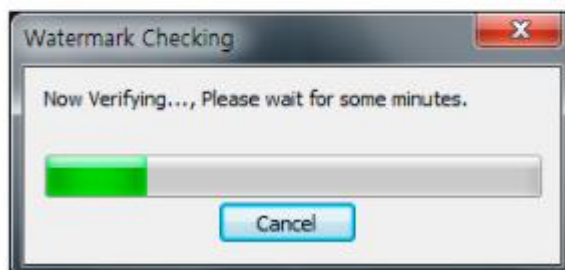 Watermark Checking
Now Verifying..., Please wait for some minutes.
Cancel